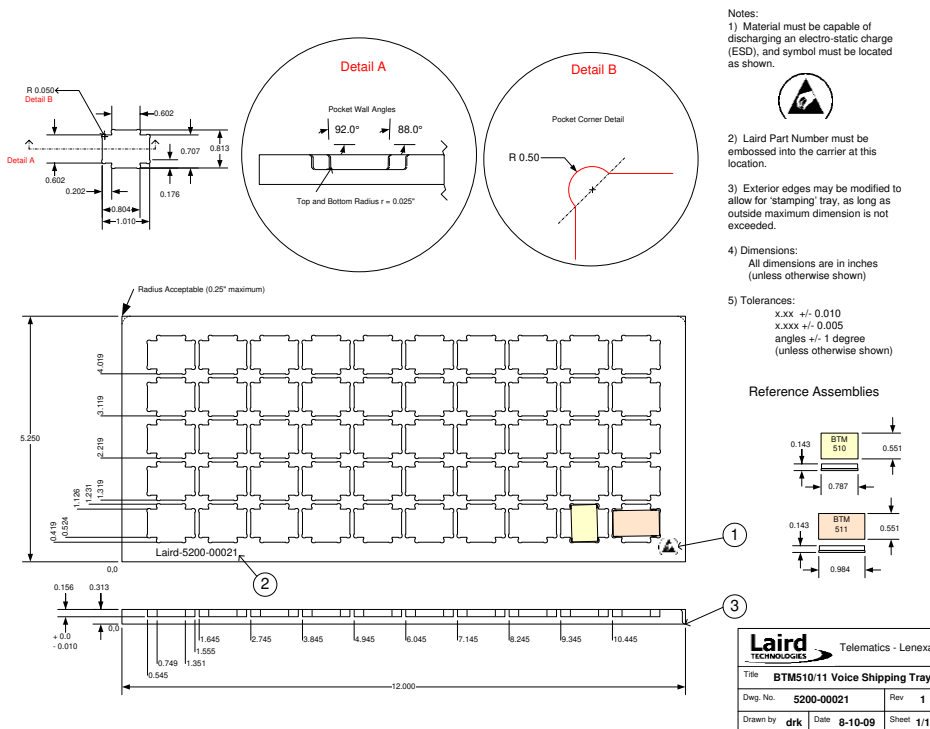 Notes:
1) Material must be capable of
discharging an electro-static charge
(ESD), and symbol must be located
as shown.
2) Laird Part Number must be
embossed into the carrier at this
location.
3) Exterior edges may be modified to
allow for 'stamping' tray, as long as
outside maximum dimension is not
exceeded.
4) Dimensions:
All dimensions are in inches
(unless otherwise shown)
5) Tolerances:
x.xx +/- 0.010
x.xxx +/- 0.005
angles +/- 1 degree
(unless otherwise shown)
R 0.050
Detail B
0.602
Detail A
0.707
0.813
0.602
0.202
0.176
0.804
1.010
Detail A
Pocket Wall Angles
92.0°
88.0°
Top and Bottom Radius r = 0.025"
Detail B
Pocket Corner Detail
R 0.50
Radius Acceptable (0.25" maximum)
5.250
4.019
3.119
2.219
1.319
1.231
1.126
0.524
0.419
0,0
Laird-5200-00021
1
2
Reference Assemblies
BTM
510
0.143
0.551
0.787
BTM
511
0.143
0.551
0.984
0.156
0.313
+ 0.0
- 0.010
0,0
3
1.645
2.745
3.845
4.945
6.045
7.145
8.245
9.345
10.445
1.555
1.351
0.749
0.545
12.000
Laird
TECHNOLOGIES
Telematics - Lenexa
Title BTM510/11 Voice Shipping Tray
Dwg. No. 5200-00021 Rev 1
Drawn by drk Date 8-10-09 Sheet 1/1